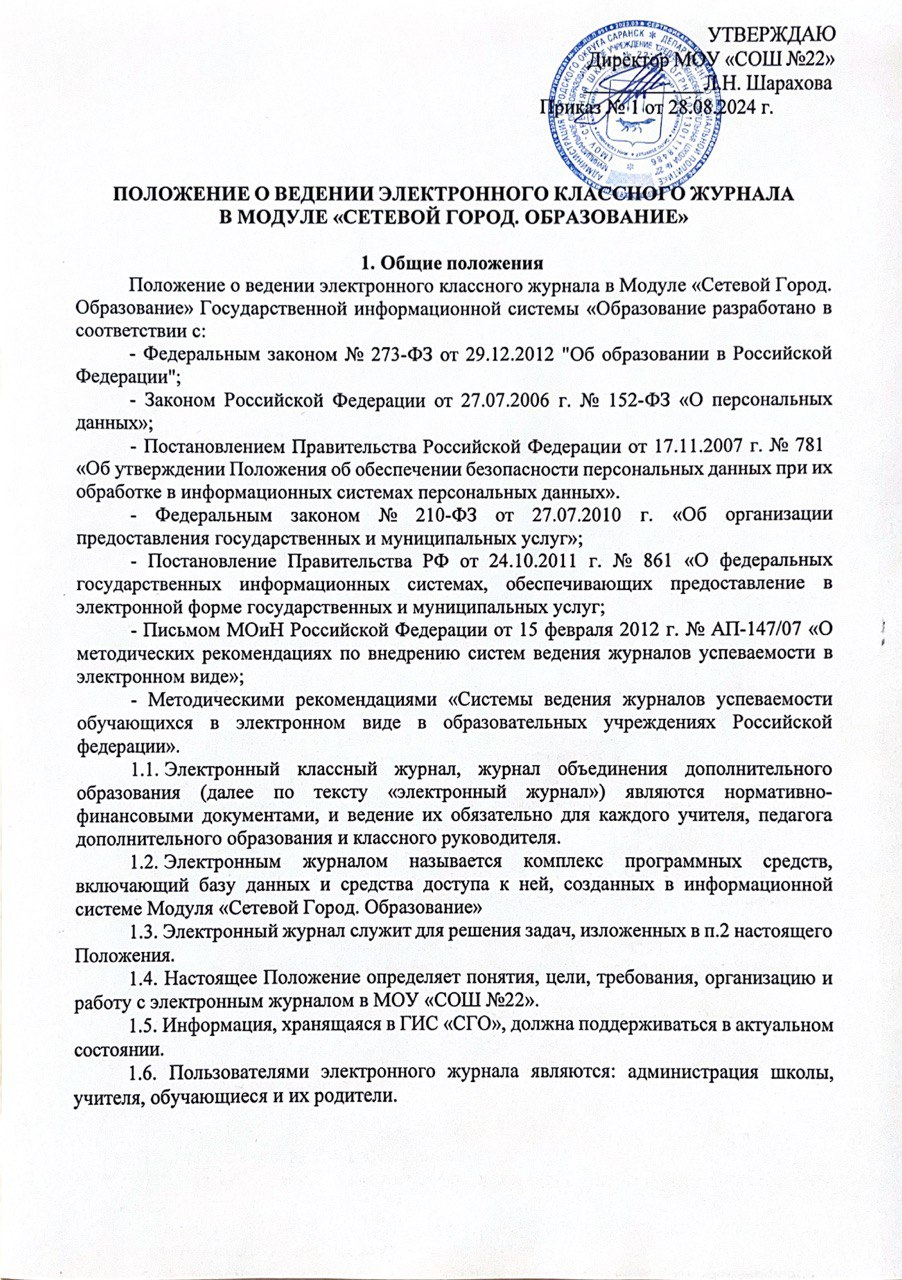 УТВЕРЖДАЮ
Директор МОУ «СОШ №22»
Л.Н. Шарахова
Приказ № 1 от 28.08.2024 г.
ПОЛОЖЕНИЕ О ВЕДЕНИИ ЭЛЕКТРОННОГО КЛАССНОГО ЖУРНАЛА
В МОДУЛЕ «СЕТЕВОЙ ГОРОД. ОБРАЗОВАНИЕ»
1. Общие положения
Положение о ведении электронного классного журнала в Модуле «Сетевой Город.
Образование» Государственной информационной системы «Образование разработано в
соответствии с:
- Федеральным законом № 273-ФЗ от 29.12.2012 "Об образовании в Российской
Федерации";
- Законом Российской Федерации от 27.07.2006 г. № 152-ФЗ «О персональных
данных»;
- Постановлением Правительства Российской Федерации от 17.11.2007 г. № 781
«Об утверждении Положения об обеспечении безопасности персональных данных при их
обработке в информационных системах персональных данных».
- Федеральным законом № 210-ФЗ от 27.07.2010 г. «Об организации
предоставления государственных и муниципальных услуг»;
- Постановление Правительства РФ от 24.10.2011 г. № 861 «О федеральных
государственных информационных системах, обеспечивающих предоставление в
электронной форме государственных и муниципальных услуг;
- Письмом МОиН Российской Федерации от 15 февраля 2012 г. № АП-147/07 «О
методических рекомендациях по внедрению систем ведения журналов успеваемости в
электронном виде»;
- Методическими рекомендациями «Системы ведения журналов успеваемости
обучающихся в электронном виде в образовательных учреждениях Российской
федерации».
1.1. Электронный классный журнал, журнал объединения дополнительного
образования (далее по тексту «электронный журнал») являются нормативно-
финансовыми документами, и ведение их обязательно для каждого учителя, педагога
дополнительного образования и классного руководителя.
1.2. Электронным журналом называется комплекс программных средств,
включающий базу данных и средства доступа к ней, созданных в информационной
системе Модуля «Сетевой Город. Образование»
1.3. Электронный журнал служит для решения задач, изложенных в п.2 настоящего
Положения.
1.4. Настоящее Положение определяет понятия, цели, требования, организацию и
работу с электронным журналом в МОУ «СОШ №22».
1.5. Информация, хранящаяся в ГИС «СГО», должна поддерживаться в актуальном
состоянии.
1.6. Пользователями электронного журнала являются: администрация школы,
учителя, обучающиеся и их родители.